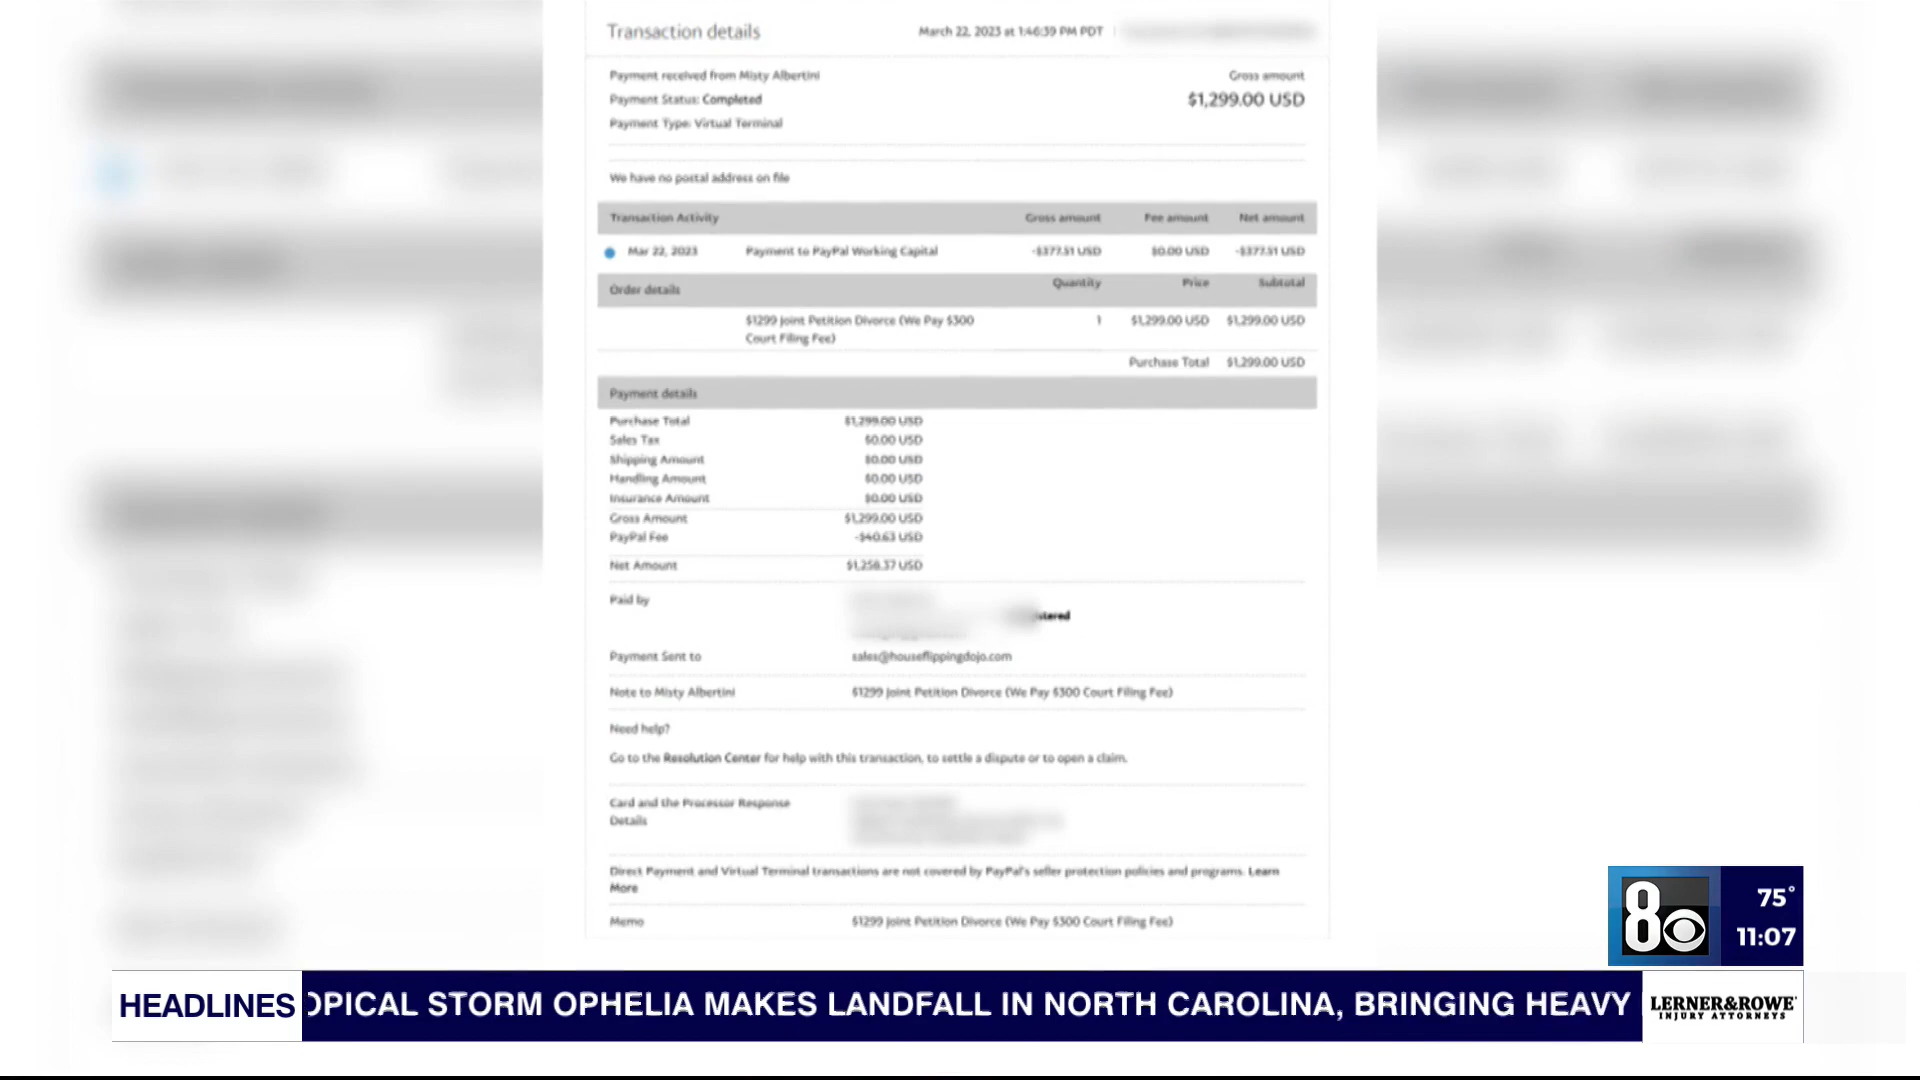 Transaction details
March 22, 2023 at 1:46:39 PM PDT
Payment received from Misty Albertini
Gross amount
Payment Status: Completed
$1,299.00 USD
Payment Type: Virtual Terminal
We have no postal address on file
Transaction Activity Gross amount Fee amount Net amount
Mar 22, 2023 Payment to PayPal Working Capital -$377.51 USD $0.00 USD -$377.51 USD
Order details Quantity Price Subtotal
$1299 Joint Petition Divorce (We Pay $300 1 $1,299.00 USD $1,299.00 USD
Court Filing Fee)
Purchase Total $1,299.00 USD
Payment details
Purchase Total $1,299.00 USD
Sales Tax $0.00 USD
Shipping Amount $0.00 USD
Handling Amount $0.00 USD
Insurance Amount $0.00 USD
Gross Amount $1,299.00 USD
PayPal Fee -$40.63 USD
Net Amount $1,258.37 USD
Paid by
stered
Payment Sent to sales@houseflippingdojo.com
Note to Misty Albertini $1299 Joint Petition Divorce (We Pay $300 Court Filing Fee)
Need help?
Go to the Resolution Center for help with this transaction, to settle a dispute or to open a claim.
Card and the Processor Response
Details
Direct Payment and Virtual Terminal transactions are not covered by PayPal's seller protection policies and programs. Learn
More
Memo $1299 Joint Petition Divorce (We Pay $300 Court Filing Fee)
8
75°
11:07
HEADLINES OPICAL STORM OPHELIA MAKES LANDFALL IN NORTH CAROLINA, BRINGING HEAVY
LERNER&ROWE
INJURY ATTORNEYS